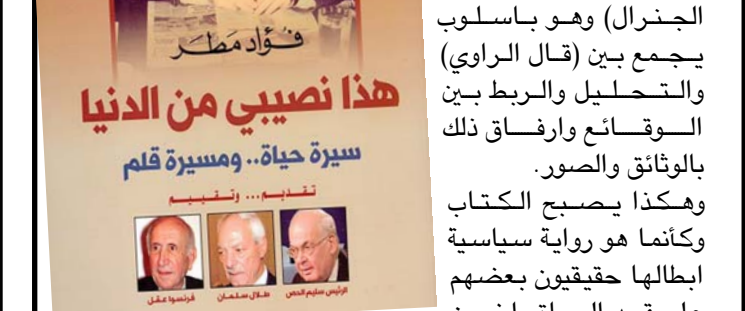 الجنرال) وهو باسلوب
يجمع بين (قال الراوي)
والتحليل والربط بين
الوقائع وارفاق ذلك
بالوثائق والصور.
وهكذا يصبح الكتاب
وكأنما هو رواية سياسية
ابطالها حقيقيون بعضهم
فؤاد مطر
هذا نصيبي من الدنيا
سيرة حياة.. ومسيرة قلم
تقديم... وتقييم
الرئيس سليم الحص
طلال سلمان
فرنسوا عقل